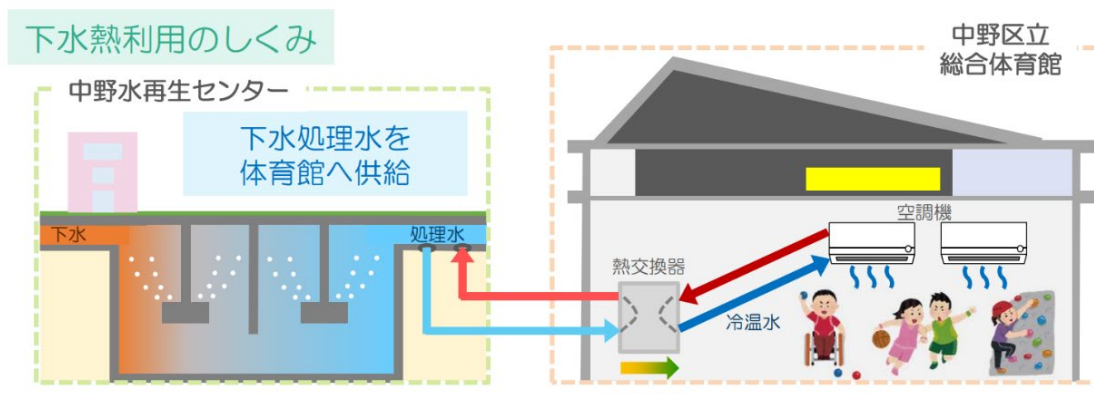 下水熱利用のしくみ
中野水再生センター
下水処理水を
体育館へ供給
下水
処理水
中野区立
総合体育館
空調機
熱交換器
冷温水